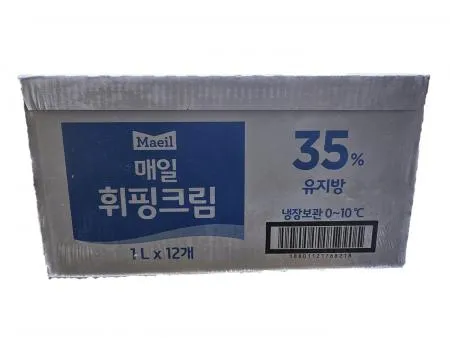 Maeil
매일
휘핑크림
1L x 12개
35%
유지방
냉장보관 0~10℃